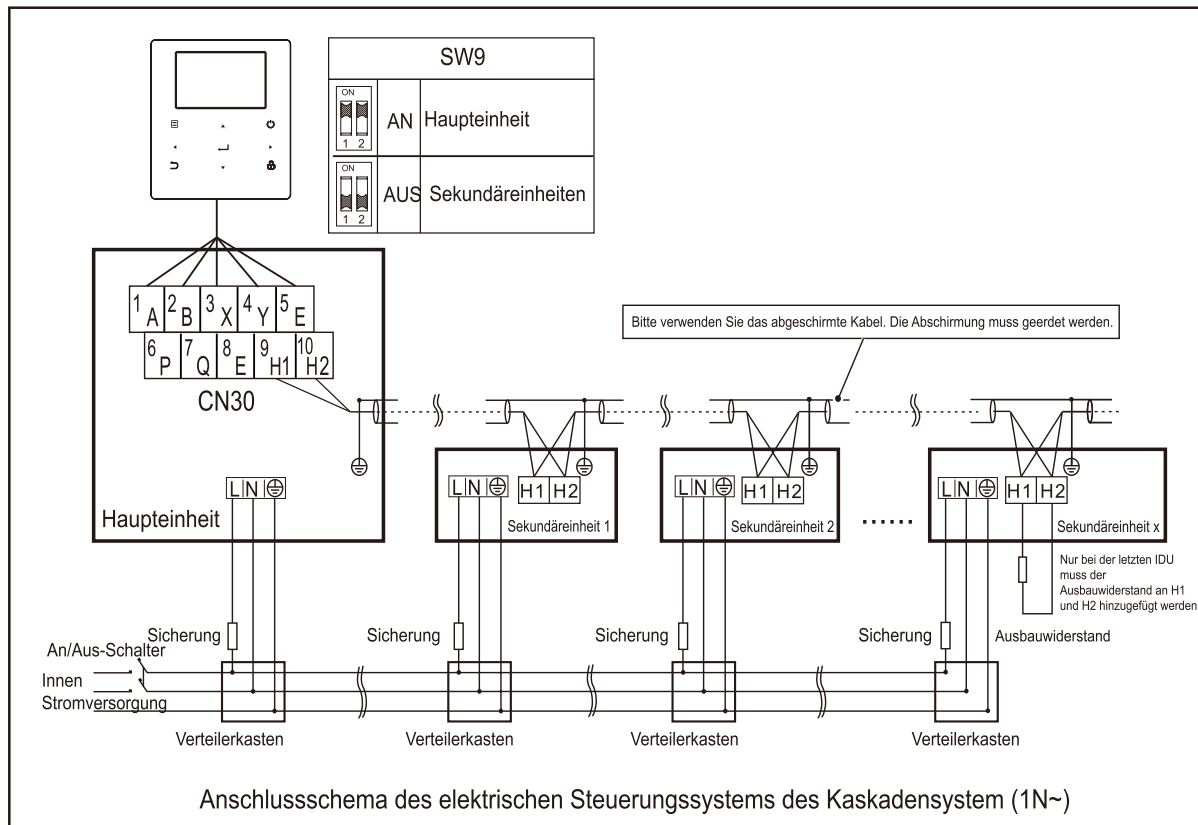 SW9
ON
1 2
AN
Haupteinheit
ON
1 2
AUS
Sekundäreinheiten
1 A
2 B
3 X
4 Y
5 E
6 P
7 Q
8 E
9 H1
10 H2
CN30
Bitte verwenden Sie das abgeschirmte Kabel. Die Abschirmung muss geerdet werden.
L N
Haupteinheit
L N
H1 H2
Sekundäreinheit 1
L N
H1 H2
Sekundäreinheit 2
......
L N
H1 H2
Sekundäreinheit x
Nur bei der letzten IDU
muss der
Ausbauwiderstand an H1
und H2 hinzugefügt werden
Sicherung
Sicherung
Sicherung
Sicherung
Ausbauwiderstand
An/Aus-Schalter
Innen
Stromversorgung
Verteilerkasten
Verteilerkasten
Verteilerkasten
Verteilerkasten
Anschlussschema des elektrischen Steuerungssystems des Kaskadensystem (1N~)